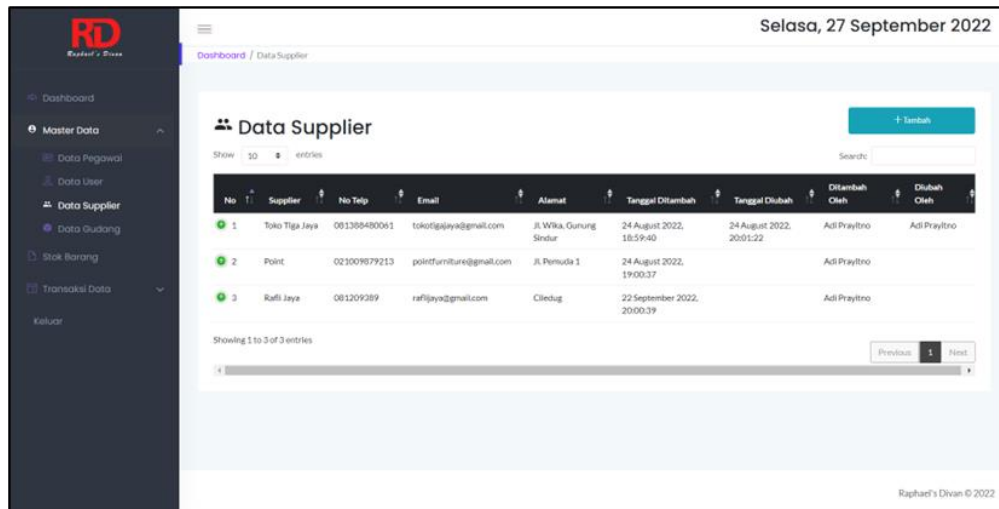 RD
Raphael's Divan
Selasa, 27 September 2022
Dashboard / Data Supplier
Dashboard
Master Data
Data Pegawai
Data User
Data Supplier
Data Gudang
Stok Barang
Transaksi Data
Keluar
Data Supplier
+ Tambah
Show 10 entries
Search:
No Supplier No Telp Email Alamat Tanggal Ditambah Tanggal Diubah Ditambah Oleh Diubah Oleh
1 Toko Tiga Jaya 081388480061 tokotigajaya@gmail.com Jl. Wika, Gunung Sindur 24 August 2022, 18:59:40 24 August 2022, 20:01:22 Adi Prayitno Adi Prayitno
2 Point 021009879213 pointfurniture@gmail.com Jl. Pemuda 1 24 August 2022, 19:00:37 Adi Prayitno
3 Rafli Jaya 081209389 raflijaya@gmail.com Ciledug 22 September 2022, 20:00:39 Adi Prayitno
Showing 1 to 3 of 3 entries
Previous 1 Next
Raphael's Divan © 2022